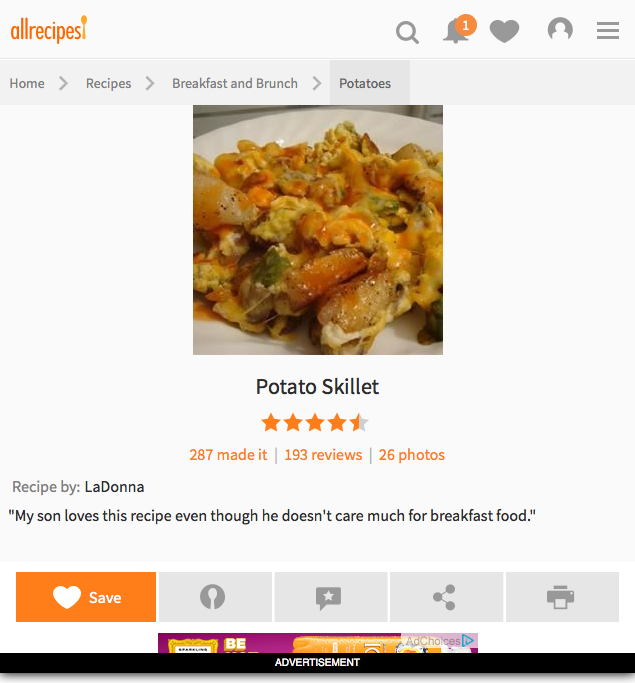 allrecipes
1
Home Recipes Breakfast and Brunch Potatoes
Potato Skillet
287 made it | 193 reviews | 26 photos
Recipe by: LaDonna
"My son loves this recipe even though he doesn't care much for breakfast food."
Save
AdChoices
SPARKLING
BE
ADVERTISEMENT